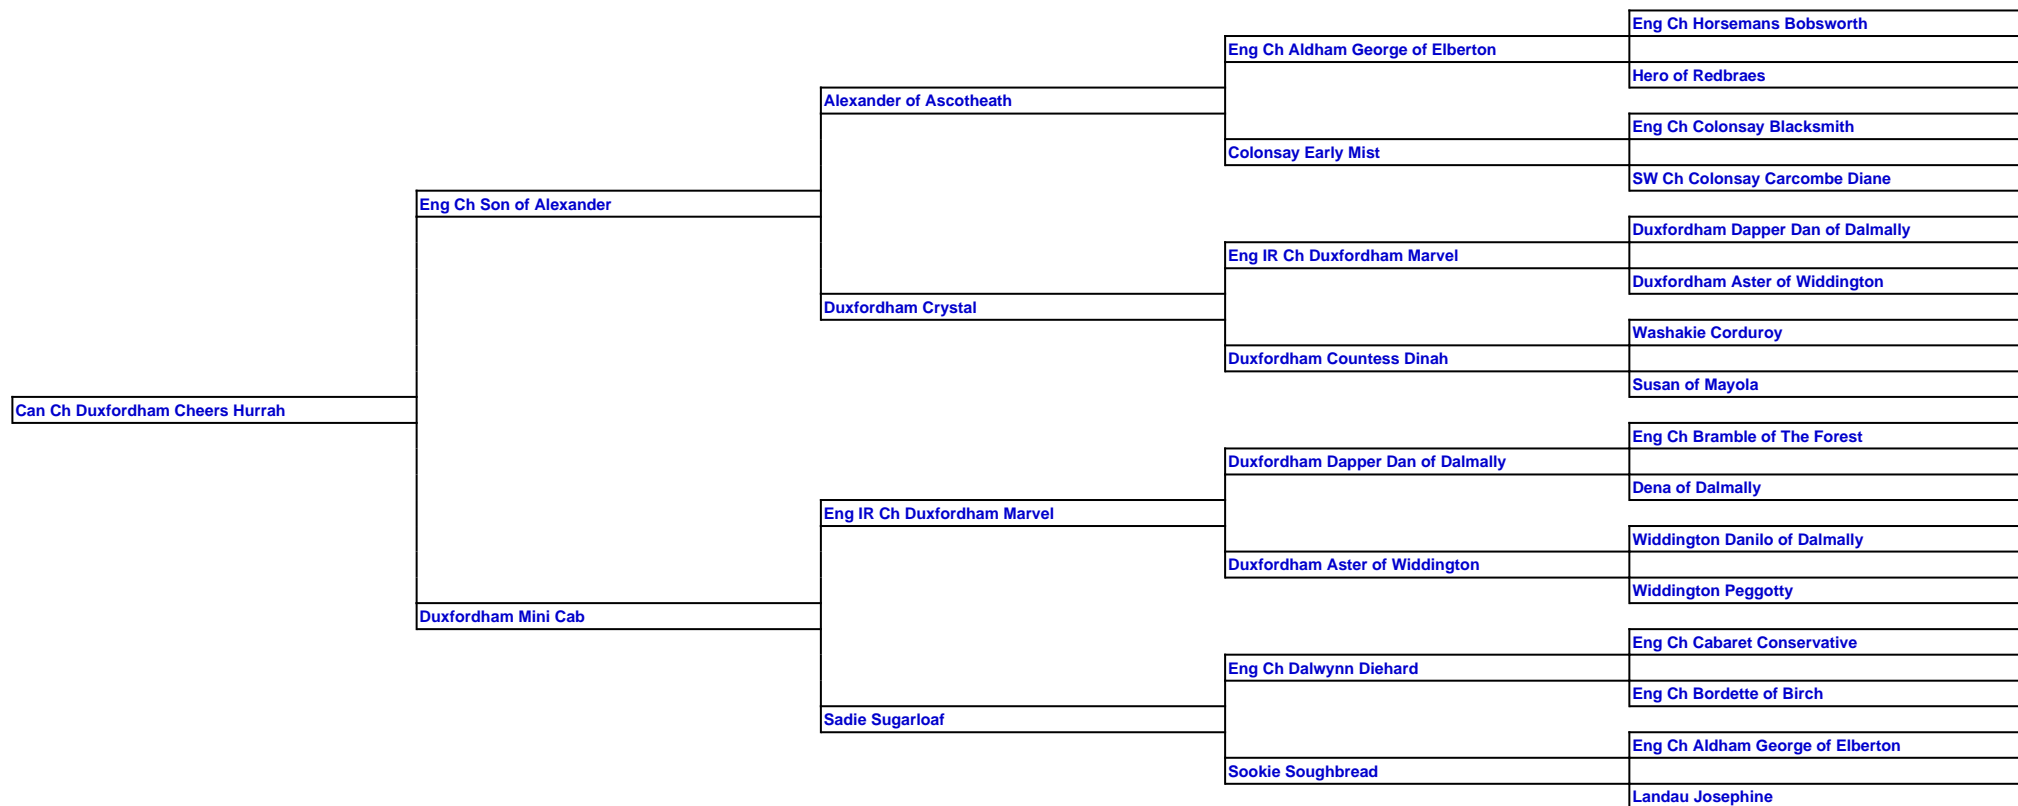 Eng Ch Horsemans Bobsworth
Eng Ch Aldham George of Elberton
Hero of Redbraes
Alexander of Ascotheath
Eng Ch Colonsay Blacksmith
Colonsay Early Mist
SW Ch Colonsay Carcombe Diane
Eng Ch Son of Alexander
Duxfordham Dapper Dan of Dalmally
Eng IR Ch Duxfordham Marvel
Duxfordham Aster of Widdington
Duxfordham Crystal
Washakie Corduroy
Duxfordham Countess Dinah
Susan of Mayola
Can Ch Duxfordham Cheers Hurrah
Eng Ch Bramble of The Forest
Duxfordham Dapper Dan of Dalmally
Dena of Dalmally
Eng IR Ch Duxfordham Marvel
Widdington Danilo of Dalmally
Duxfordham Aster of Widdington
Widdington Peggotty
Duxfordham Mini Cab
Eng Ch Cabaret Conservative
Eng Ch Dalwynn Diehard
Eng Ch Bordette of Birch
Sadie Sugarloaf
Eng Ch Aldham George of Elberton
Sookie Soughbread
Landau Josephine